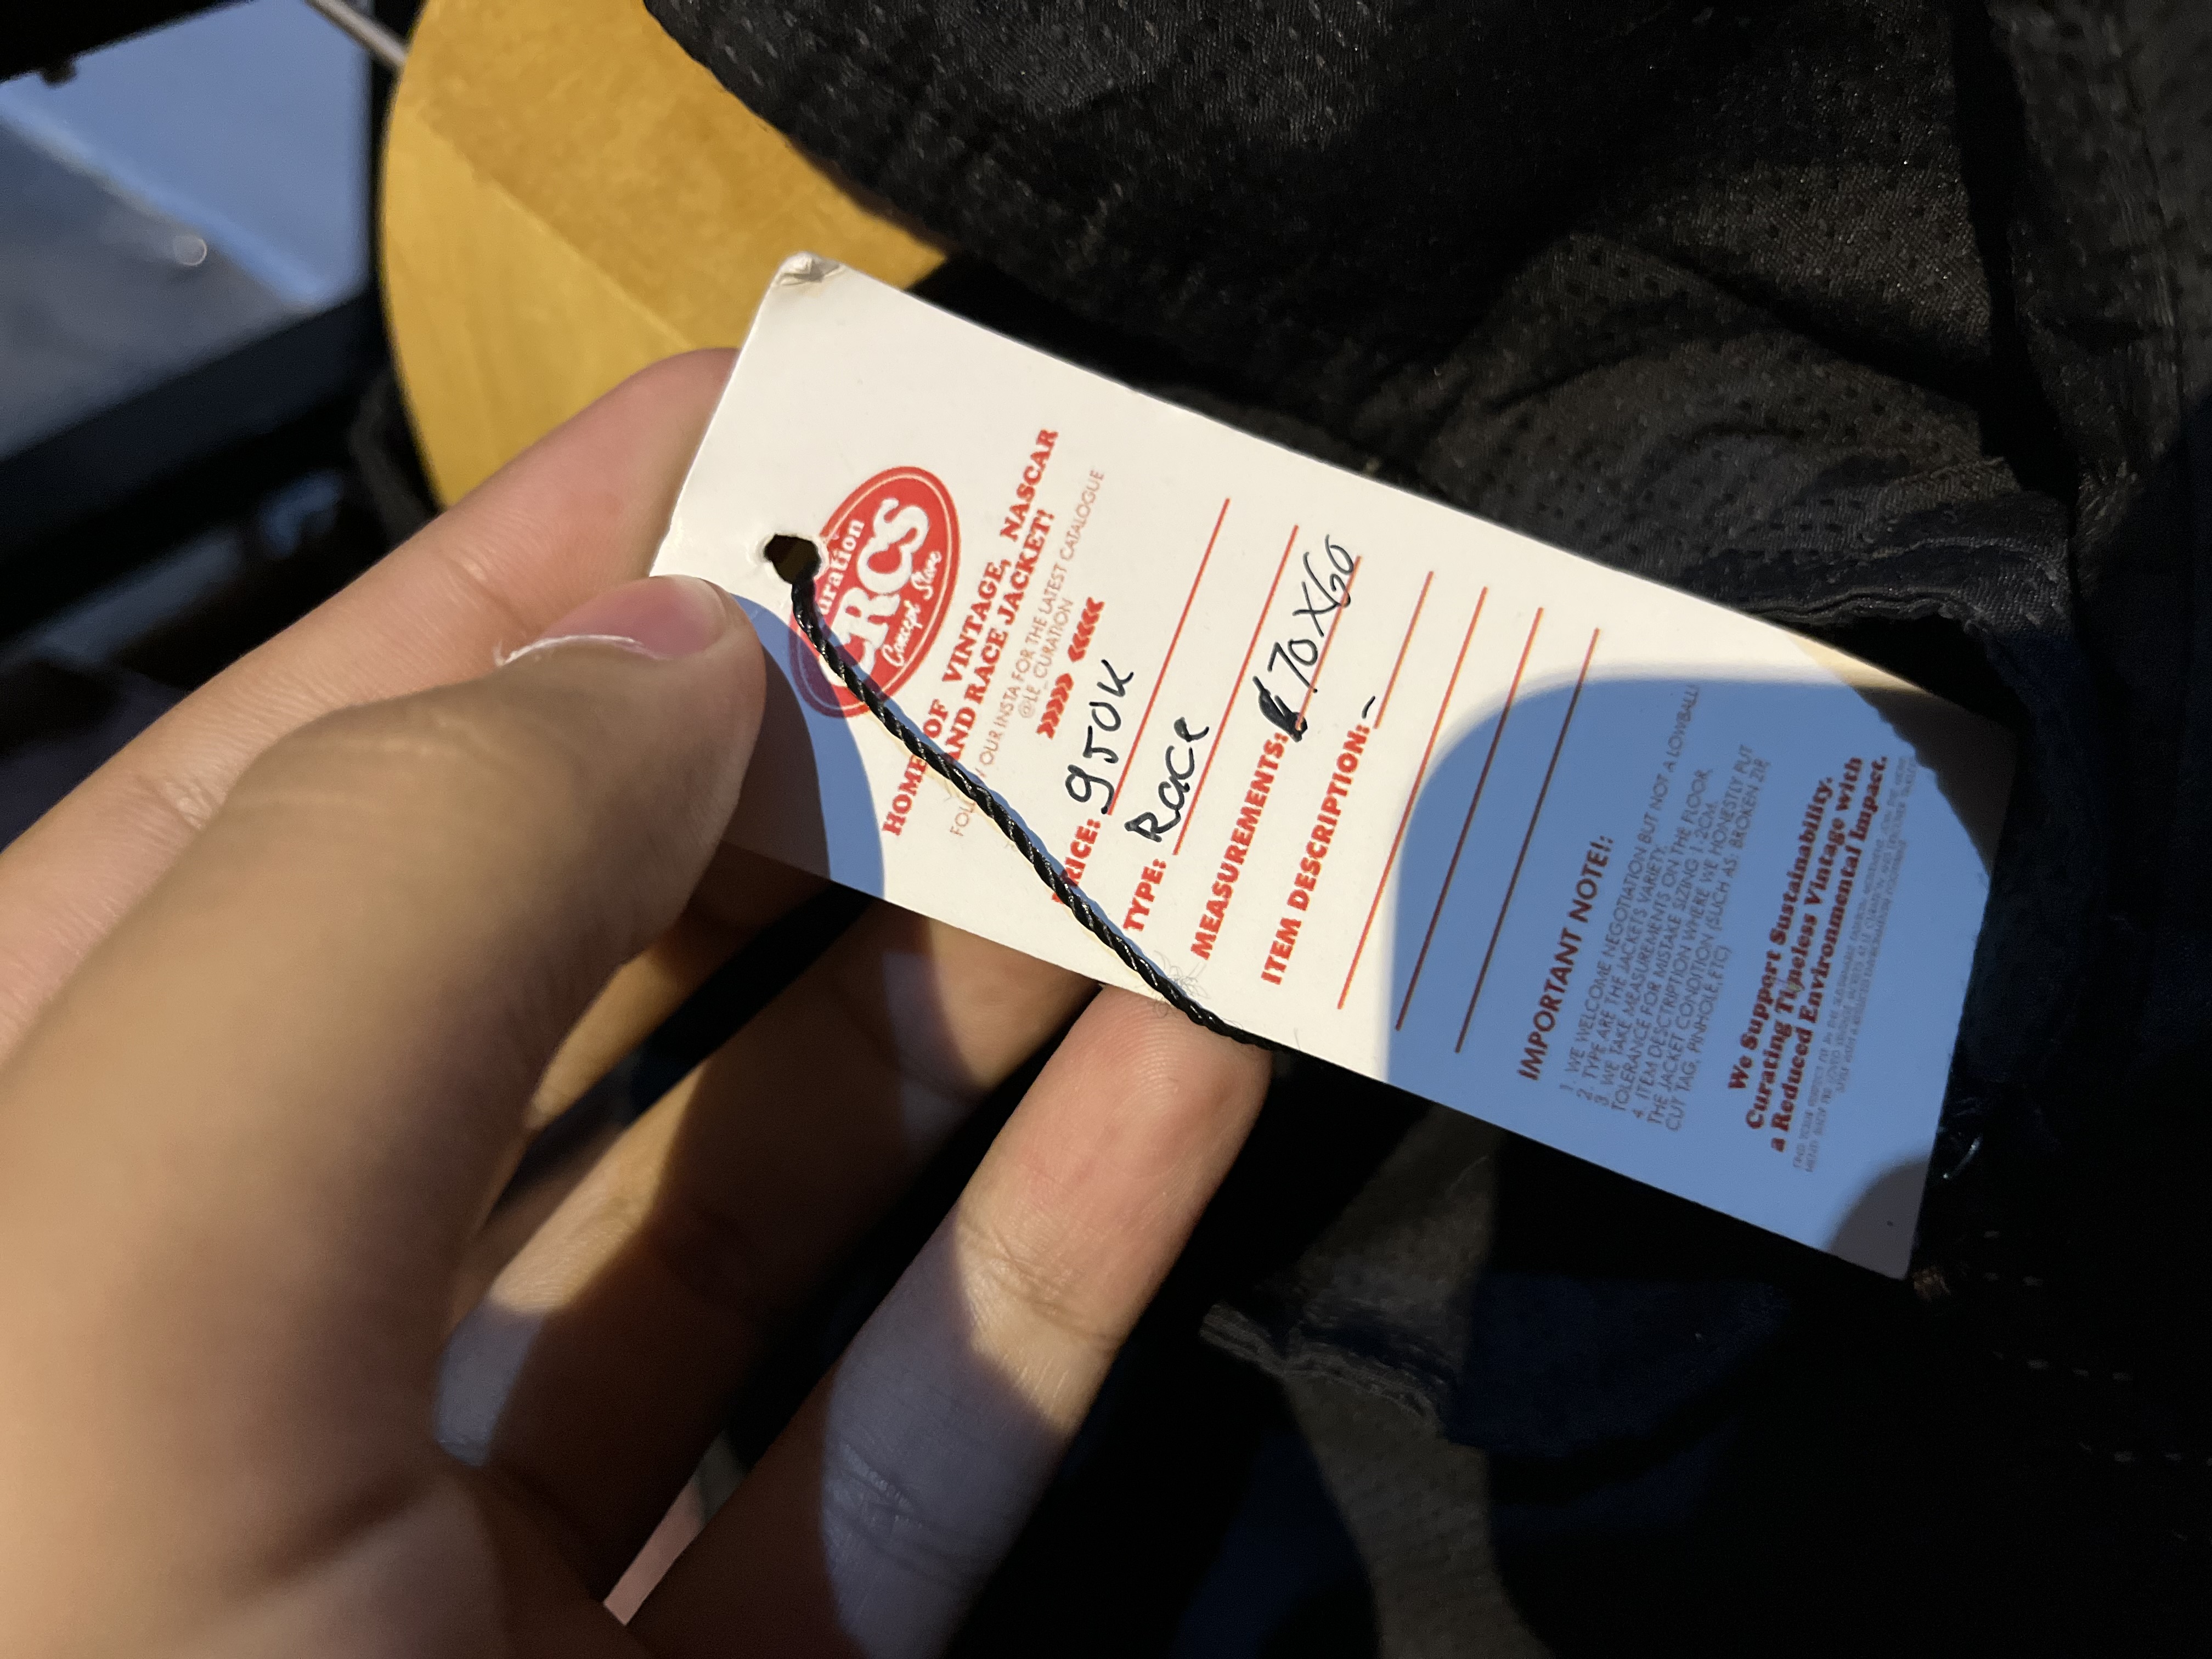 CRCS
Concept Store
HOME OF VINTAGE, NASCAR
AND RACE JACKET!
OUR INSTA FOR THE LATEST CATALOGUE
@LE_CURATION
»»»» ««««
PRICE: 950K
TYPE: Race
MEASUREMENTS: 70X60
ITEM DESCRIPTION: -
IMPORTANT NOTE!:
1. WE WELCOME NEGOTIATION BUT NOT A LOWBALL!
2. TYPE ARE THE JACKETS VARIETY.
3. WE TAKE MEASUREMENTS ON THE FLOOR,
TOLERANCE FOR MISTAKE SIZING 1-2CM.
4. ITEM DESCTRIPTION WHERE WE HONESTLY PUT
THE JACKET CONDITION (SUCH AS: BROKEN ZIP,
CUT TAG, PINHOLE, ETC)
We Support Sustainability.
Curating Timeless Vintage with
a Reduced Environmental Impact.